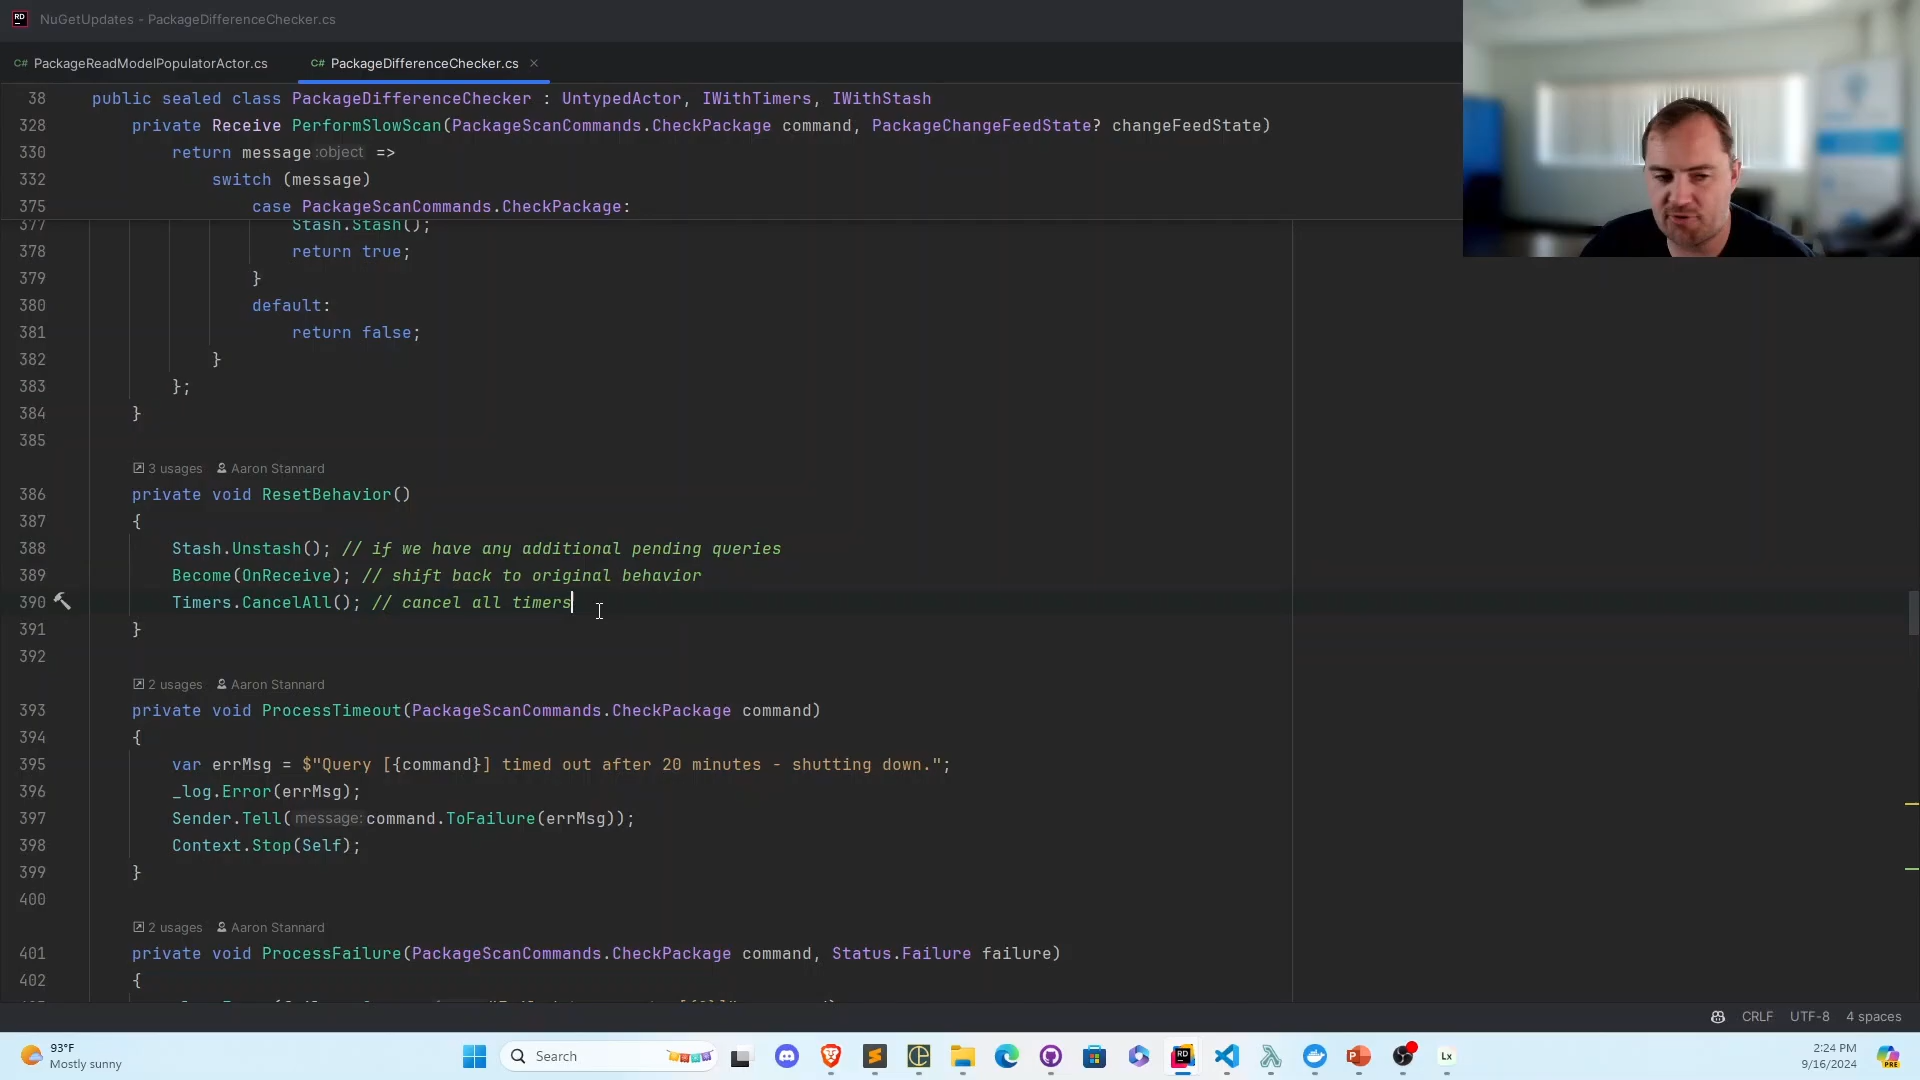 RD NuGetUpdates - PackageDifferenceChecker.cs
C# PackageReadModelPopulatorActor.cs C# PackageDifferenceChecker.cs ×
38 public sealed class PackageDifferenceChecker : UntypedActor, IWithTimers, IWithStash
328 private Receive PerformSlowScan(PackageScanCommands.CheckPackage command, PackageChangeFeedState? changeFeedState)
330 return message :object =>
332 switch (message)
375 case PackageScanCommands.CheckPackage:
377 Stash.Stash();
378 return true;
379 }
380 default:
381 return false;
382 }
383 };
384 }
385
3 usages Aaron Stannard
386 private void ResetBehavior()
387 {
388 Stash.Unstash(); // if we have any additional pending queries
389 Become(OnReceive); // shift back to original behavior
390 Timers.CancelAll(); // cancel all timers
391 }
392
2 usages Aaron Stannard
393 private void ProcessTimeout(PackageScanCommands.CheckPackage command)
394 {
395 var errMsg = $"Query [{command}] timed out after 20 minutes - shutting down.";
396 _log.Error(errMsg);
397 Sender.Tell( message: command.ToFailure(errMsg));
398 Context.Stop(Self);
399 }
400
2 usages Aaron Stannard
401 private void ProcessFailure(PackageScanCommands.CheckPackage command, Status.Failure failure)
402 {
CRLF UTF-8 4 spaces
93°F
Mostly sunny
Search
RD
Lx
2:24 PM
9/16/2024
PRE